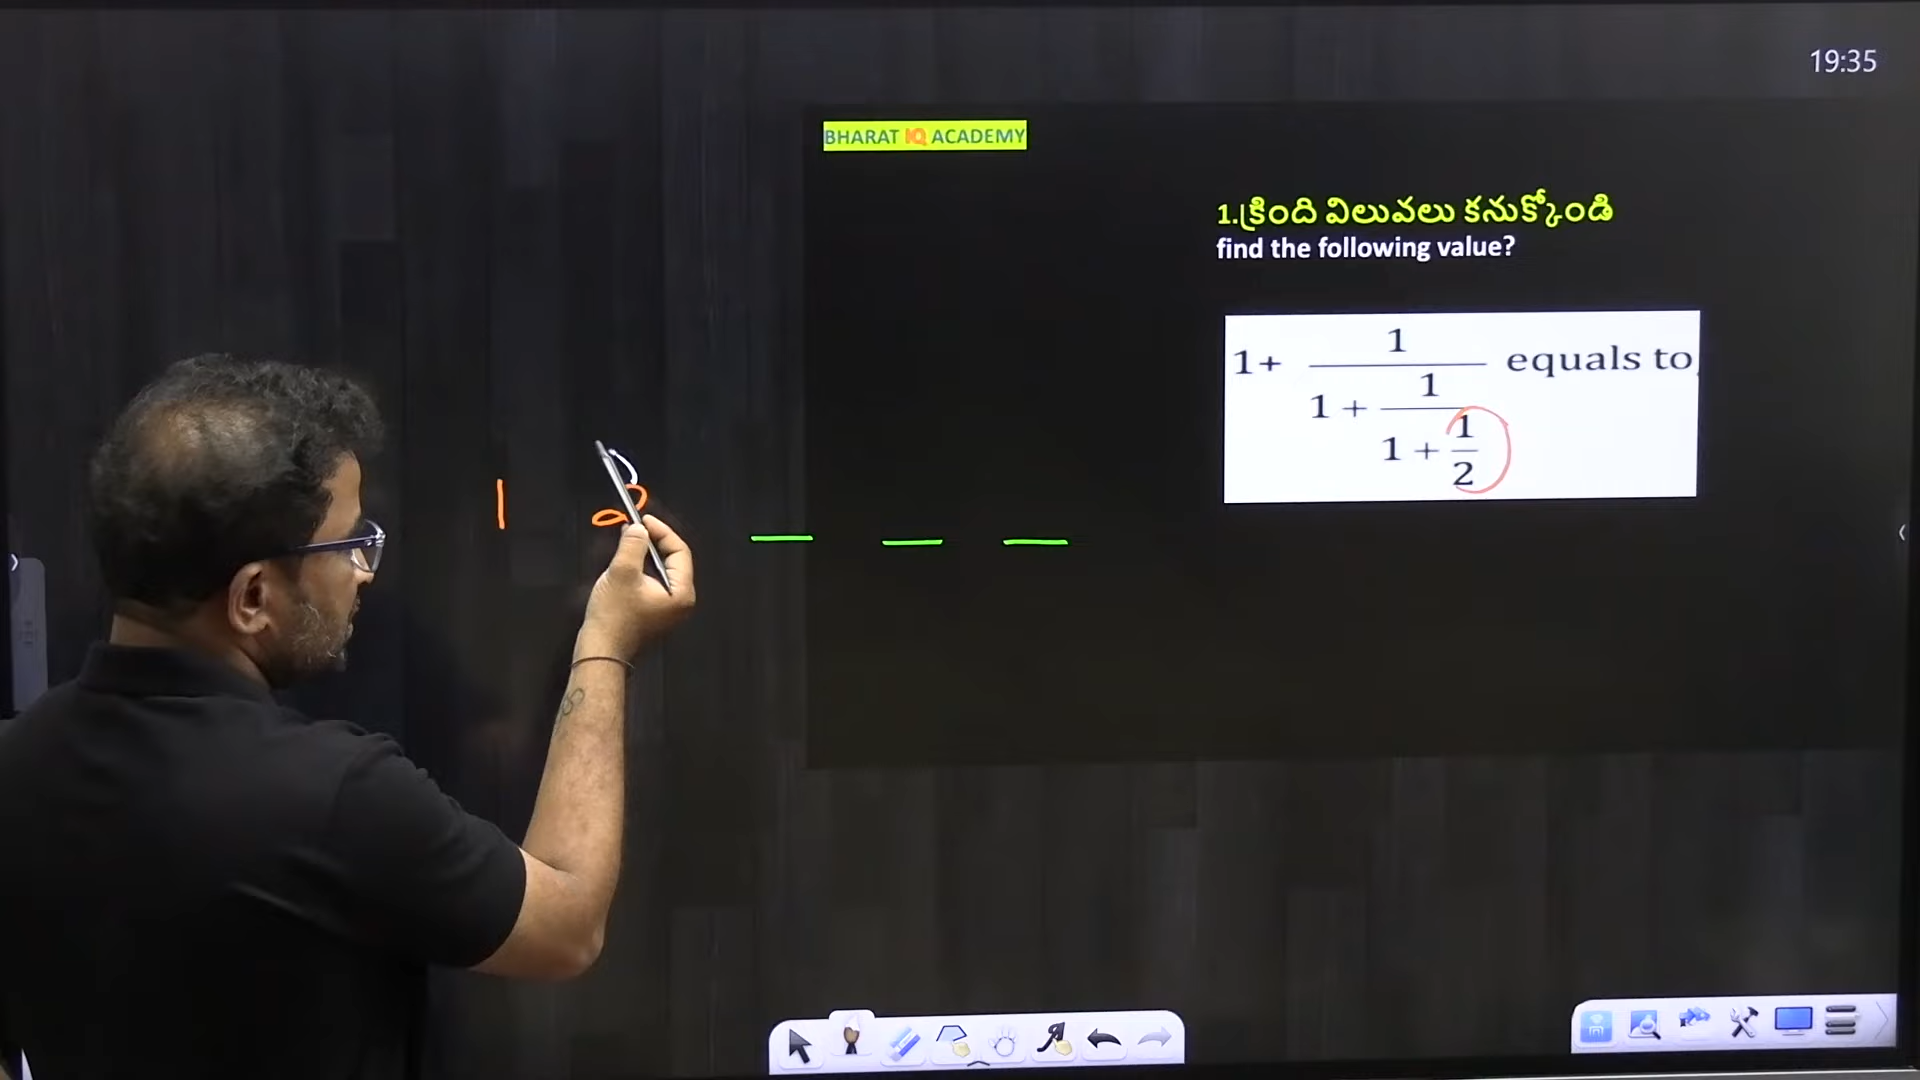 19:35
BHARAT IQ ACADEMY
1.క్రింది విలువలు కనుక్కోండి
find the following value?
1+ 1 equals to
1 + 1
1 + 1
2
1 2